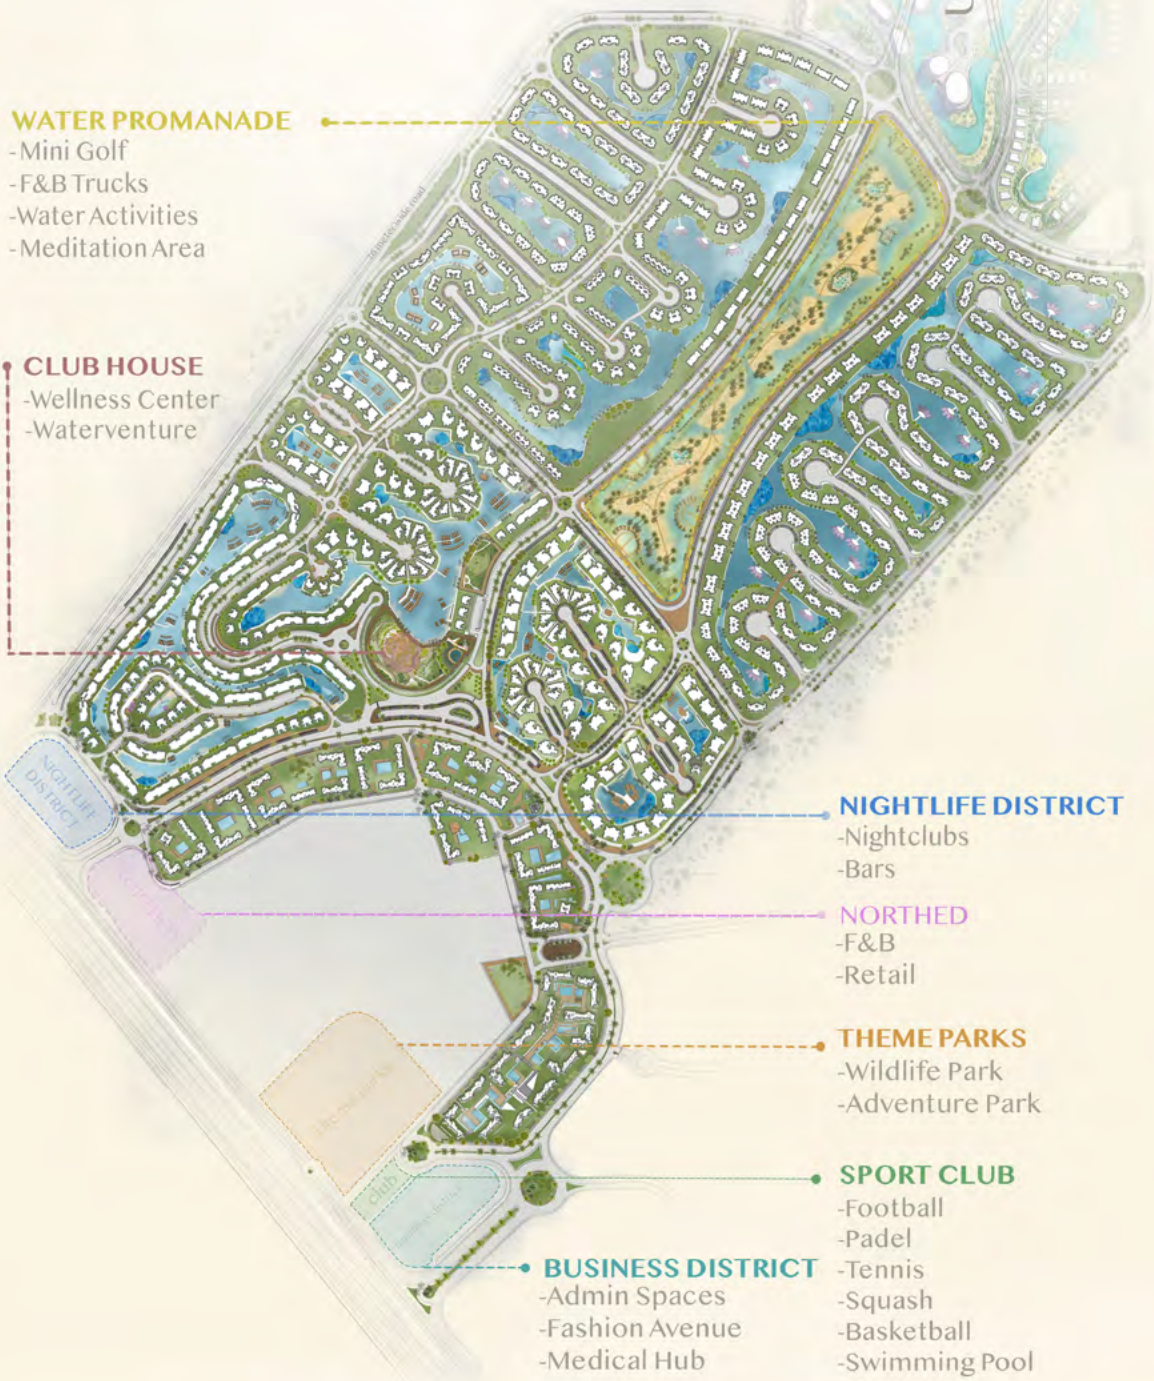 WATER PROMANADE
-Mini Golf
-F&B Trucks
-Water Activities
-Meditation Area
CLUB HOUSE
-Wellness Center
-Waterventure
NIGHTLIFE
DISTRICT
NIGHTLIFE DISTRICT
-Nightclubs
-Bars
NORTHED
-F&B
-Retail
THEME PARKS
-Wildlife Park
-Adventure Park
club
SPORT CLUB
-Football
-Padel
-Tennis
-Squash
-Basketball
-Swimming Pool
BUSINESS DISTRICT
-Admin Spaces
-Fashion Avenue
-Medical Hub